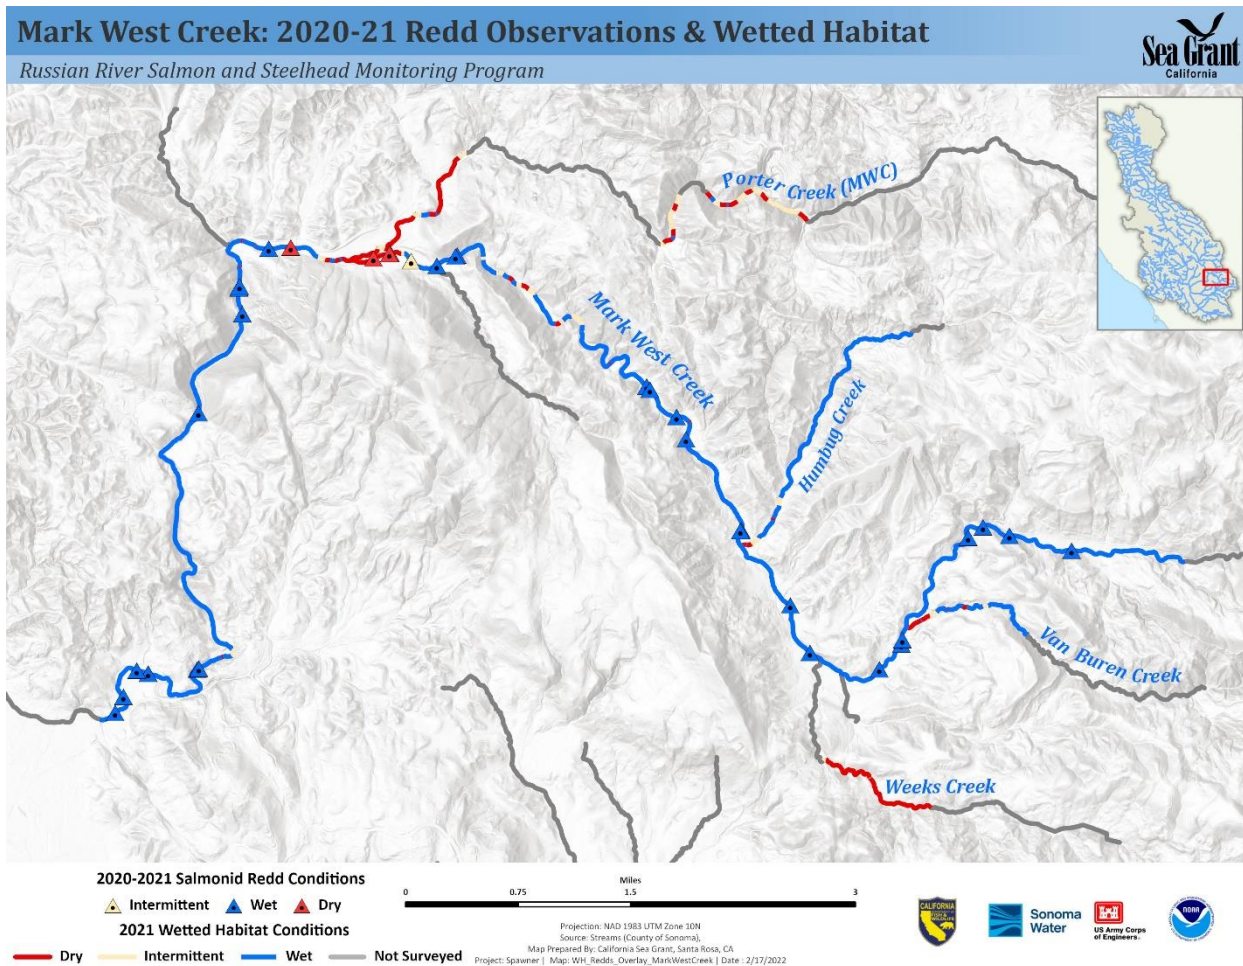 Mark West Creek: 2020-21 Redd Observations & Wetted Habitat
Russian River Salmon and Steelhead Monitoring Program
Sea Grant
California
Porter Creek (MWC)
Mark West Creek
Humbug Creek
Van Buren Creek
Weeks Creek
2020-2021 Salmonid Redd Conditions
Intermittent Wet Dry
2021 Wetted Habitat Conditions
Dry Intermittent Wet Not Surveyed
Miles
0 0.75 1.5 3
Projection: NAD 1983 UTM Zone 10N
Source: Streams (County of Sonoma),
Map Prepared By: California Sea Grant, Santa Rosa, CA
Project: Spawner | Map: WH_Redds_Overlay_MarkWestCreek | Date : 2/17/2022
CALIFORNIA
FISH & WILDLIFE
Sonoma
Water
US Army Corps
of Engineers
NOAA